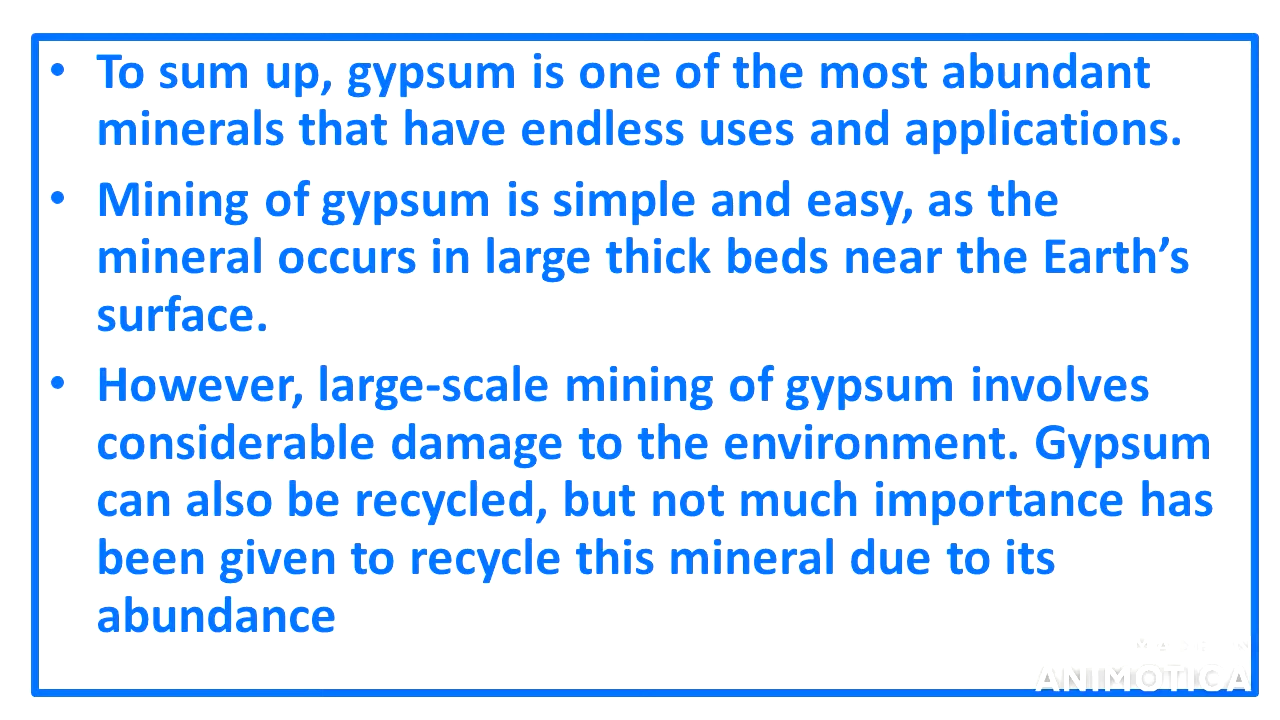 • To sum up, gypsum is one of the most abundant
minerals that have endless uses and applications.
• Mining of gypsum is simple and easy, as the
mineral occurs in large thick beds near the Earth’s
surface.
• However, large-scale mining of gypsum involves
considerable damage to the environment. Gypsum
can also be recycled, but not much importance has
been given to recycle this mineral due to its
abundance
ANIMOTICA